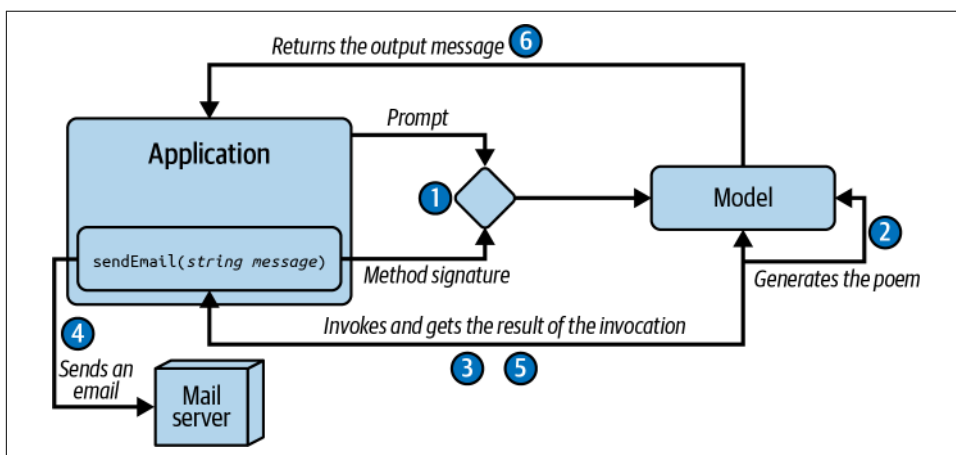 Returns the output message 6
Prompt
Application
1
Model
2
sendEmail(string message)
Method signature
Generates the poem
Invokes and gets the result of the invocation
4
3 5
Sends an
email
Mail
server